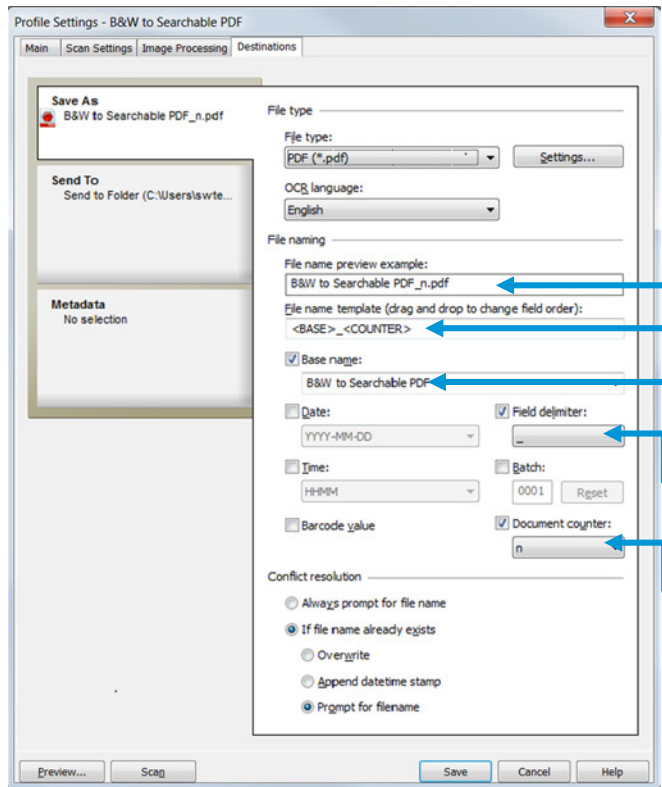 Profile Settings - B&W to Searchable PDF
Main Scan Settings Image Processing Destinations
Save As
B&W to Searchable PDF_n.pdf
Send To
Send to Folder (C:\Users\swte...
Metadata
No selection
File type
File type:
PDF (*.pdf)
Settings...
OCR language:
English
File naming
File name preview example:
B&W to Searchable PDF_n.pdf
File name template (drag and drop to change field order):
<BASE>_<COUNTER>
Base name:
B&W to Searchable PDF
Date:
Field delimiter:
YYYY-MM-DD
_
Time:
Batch:
HHMM
0001 Reset
Barcode value
Document counter:
n
Conflict resolution
Always prompt for file name
If file name already exists
Overwrite
Append datetime stamp
Prompt for filename
Preview... Scan Save Cancel Help